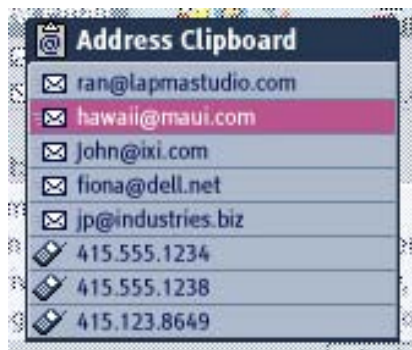 Address Clipboard
ran@lapmastudio.com
hawaii@maui.com
John@ixi.com
fiona@dell.net
jp@industries.biz
415.555.1234
415.555.1238
415.123.8649